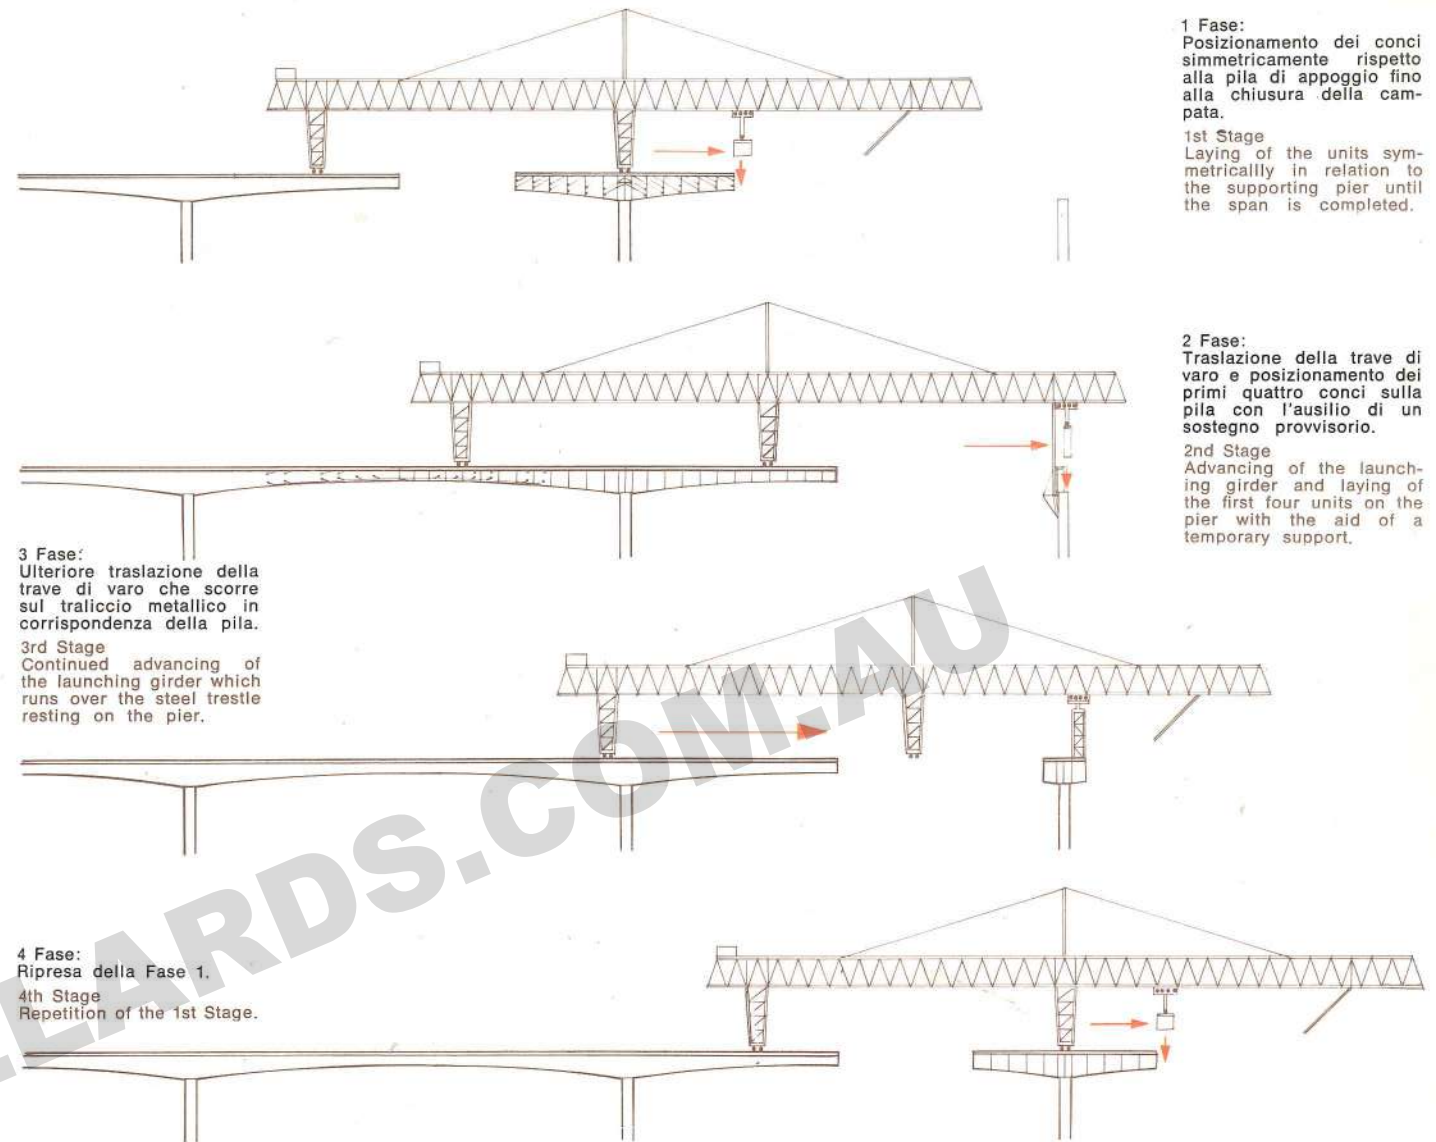 1 Fase:
Posizionamento dei conci
simmetricamente rispetto
alla pila di appoggio fino
alla chiusura della cam-
pata.
1st Stage
Laying of the units sym-
metricallly in relation to
the supporting pier until
the span is completed.
2 Fase:
Traslazione della trave di
varo e posizionamento dei
primi quattro conci sulla
pila con l'ausilio di un
sostegno provvisorio.
2nd Stage
Advancing of the launch-
ing girder and laying of
the first four units on the
pier with the aid of a
temporary support.
3 Fase:
Ulteriore traslazione della
trave di varo che scorre
sul traliccio metallico in
corrispondenza della pila.
3rd Stage
Continued advancing of
the launching girder which
runs over the steel trestle
resting on the pier.
4 Fase:
Ripresa della Fase 1.
4th Stage
Repetition of the 1st Stage.
LLARDS.COM.AU